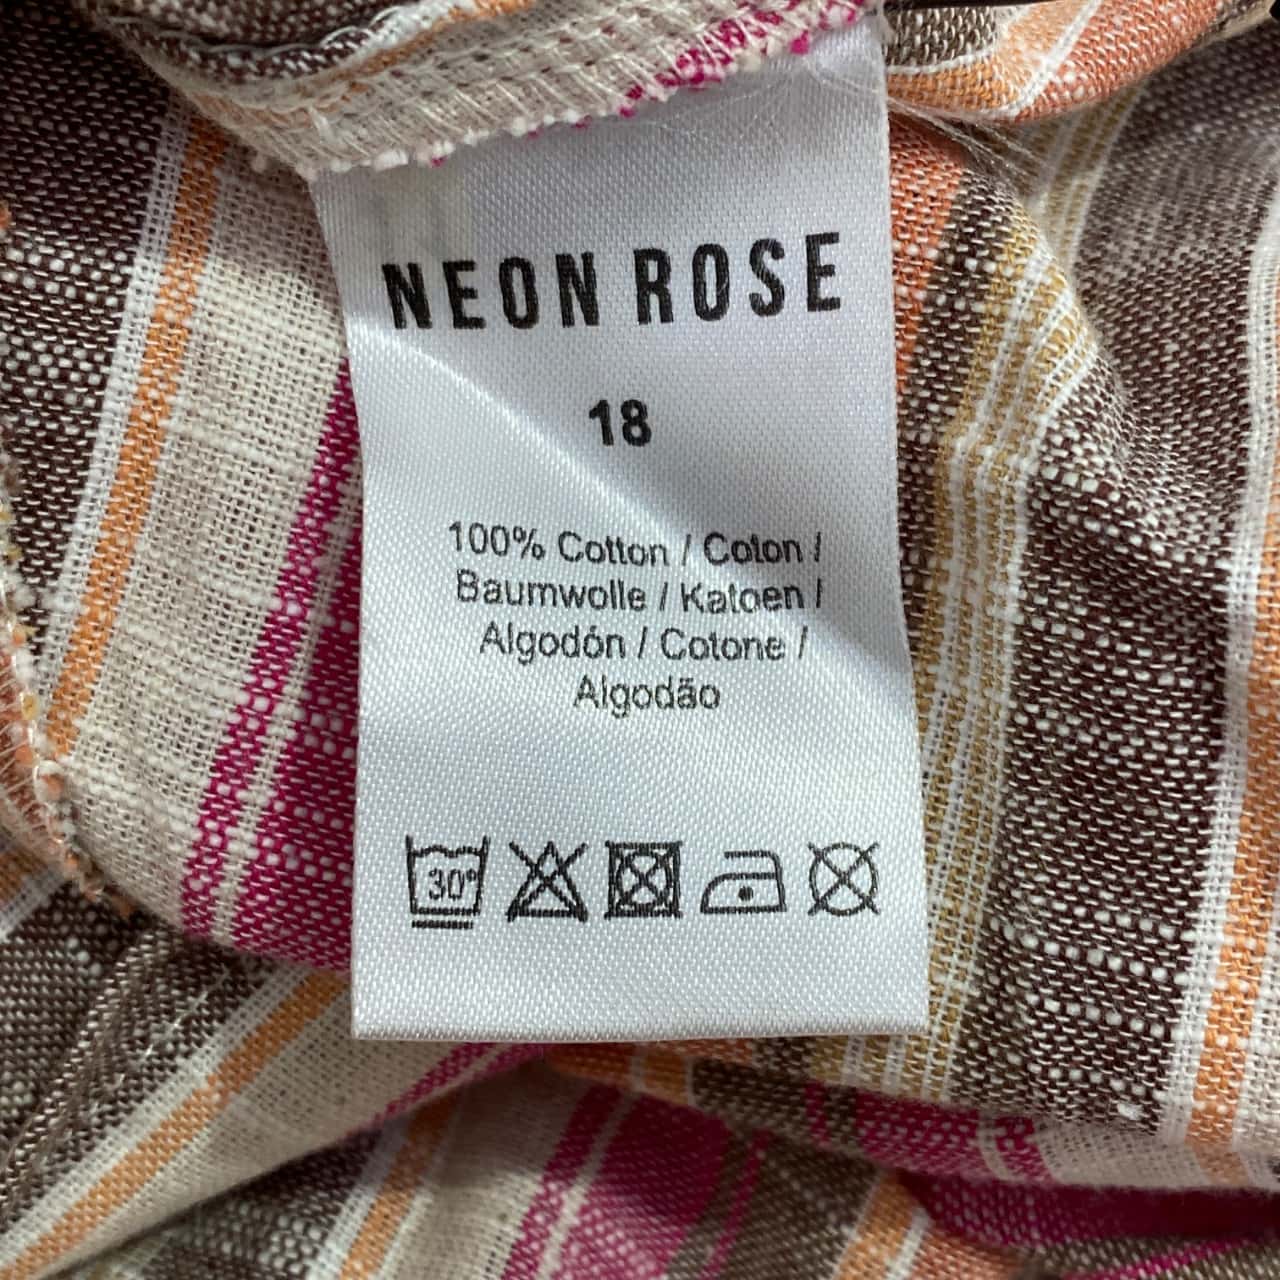 NEON ROSE
18
100% Cotton / Coton /
Baumwolle / Katoen /
Algodón / Cotone /
Algodão
30°